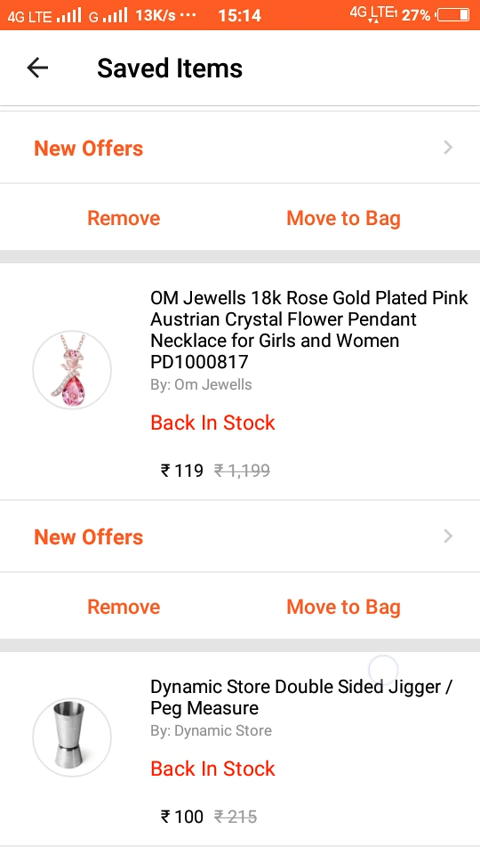 4G LTE G 13K/s ··· 15:14 4G LTE 27%
Saved Items
New Offers
Remove Move to Bag
OM Jewells 18k Rose Gold Plated Pink
Austrian Crystal Flower Pendant
Necklace for Girls and Women
PD1000817
By: Om Jewells
Back In Stock
₹ 119 ₹ 1,199
New Offers
Remove Move to Bag
Dynamic Store Double Sided Jigger /
Peg Measure
By: Dynamic Store
Back In Stock
₹ 100 ₹ 215